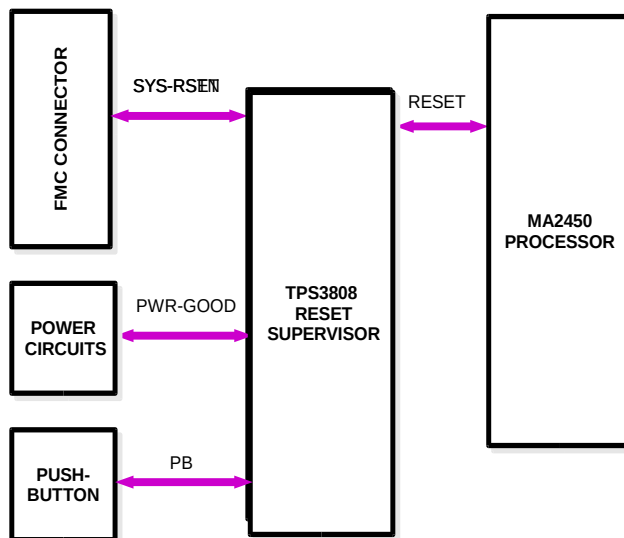 FMC CONNECTOR
RESET
MA2450
PROCESSOR
PWR-GOOD
TPS3808
RESET
SUPERVISOR
POWER
CIRCUITS
PB
PUSH-
BUTTON